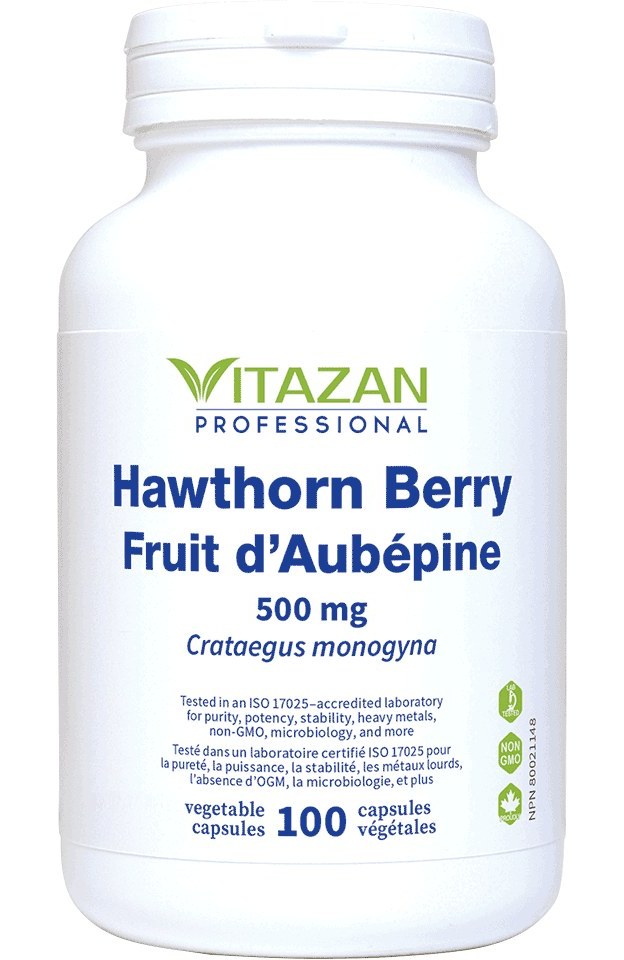 VITAZAN
PROFESSIONAL
Hawthorn Berry
Fruit d’Aubépine
500 mg
Crataegus monogyna
Tested in an ISO 17025–accredited laboratory
for purity, potency, stability, heavy metals,
non-GMO, microbiology, and more
Testé dans un laboratoire certifié ISO 17025 pour
la pureté, la puissance, la stabilité, les métaux lourds,
l’absence d’OGM, la microbiologie, et plus
vegetable
capsules
100
capsules
végétales
LAB
TESTED
NON
GMO
NPN 80021148